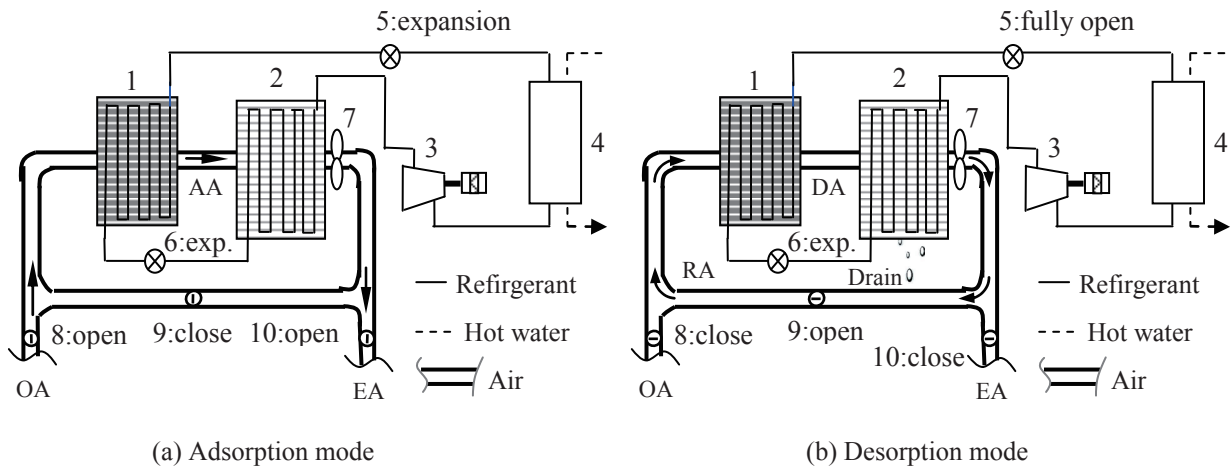 5:expansion
1
2
7
3
4
AA
6:exp.
Refirgerant
Hot water
Air
8:open
9:close
10:open
OA
EA
(a) Adsorption mode
5:fully open
1
2
7
3
4
DA
6:exp.
RA
Drain
Refirgerant
Hot water
Air
8:close
9:open
10:close
OA
EA
(b) Desorption mode